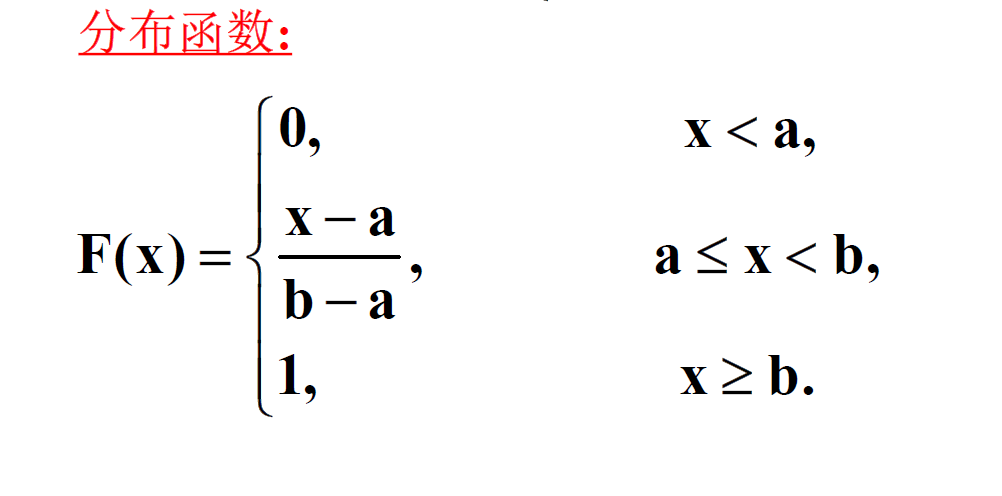 分布函数:
0, x < a,
F(x) = { x − a / b − a, a ≤ x < b,
1, x ≥ b.